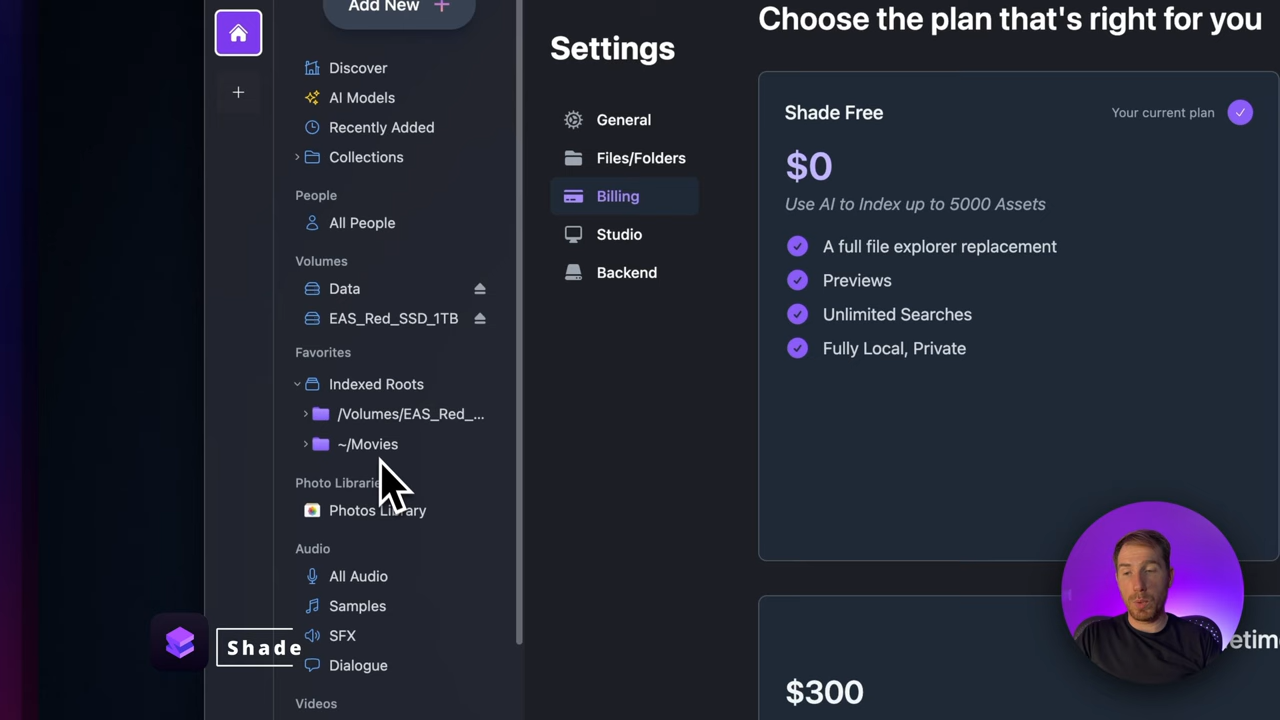 Add New
Discover
AI Models
Recently Added
Collections
People
All People
Volumes
Data
EAS_Red_SSD_1TB
Favorites
Indexed Roots
/Volumes/EAS_Red_...
~/Movies
Photo Librarie
Photos Library
Audio
All Audio
Samples
SFX
Dialogue
Videos
Shade
Settings
General
Files/Folders
Billing
Studio
Backend
Choose the plan that's right for you
Shade Free
Your current plan
$0
Use AI to Index up to 5000 Assets
A full file explorer replacement
Previews
Unlimited Searches
Fully Local, Private
$300